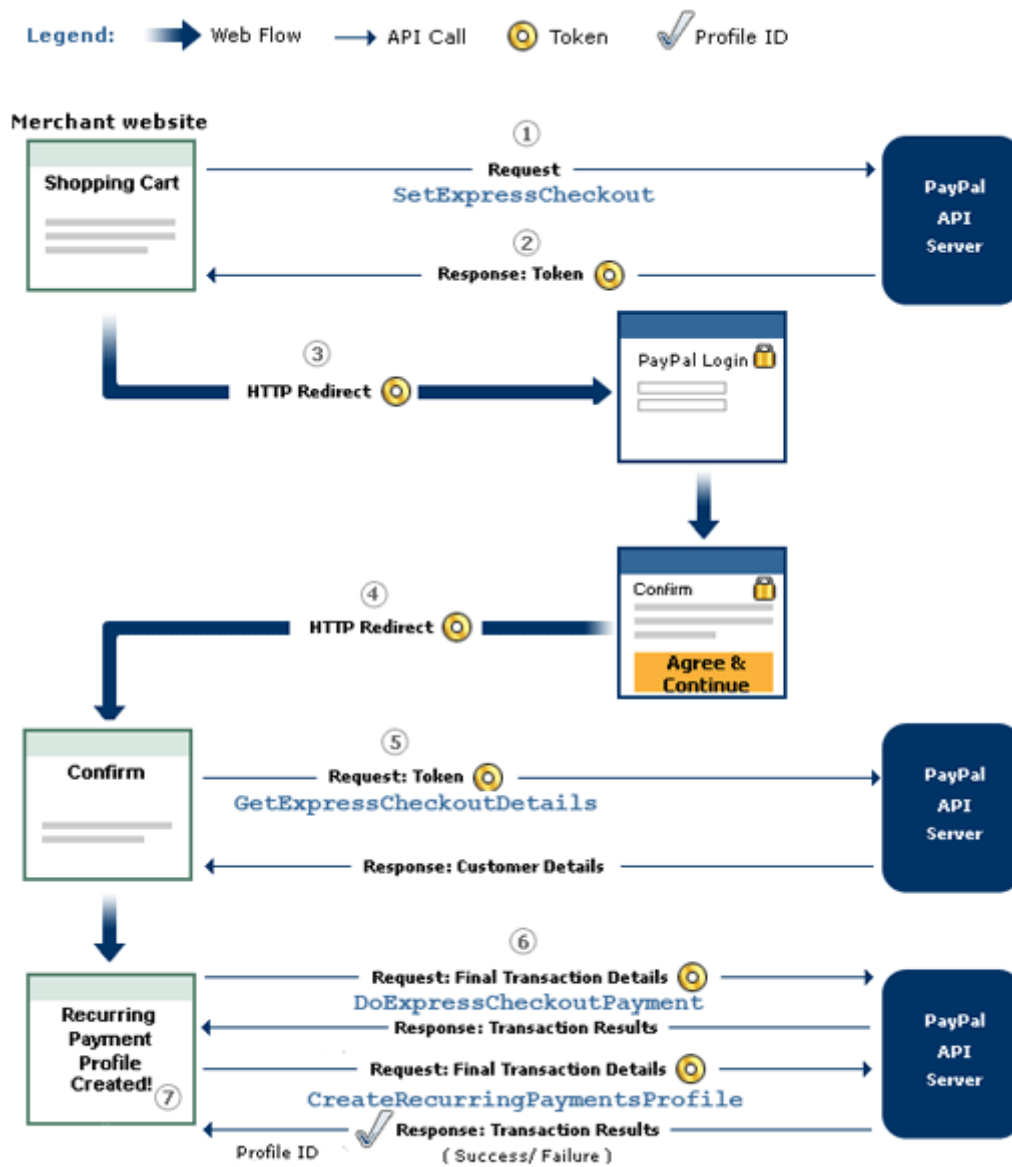 Legend: Web Flow API Call Token Profile ID
Merchant website
Shopping Cart
①
Request
SetExpressCheckout
②
Response: Token
PayPal
API
Server
③
HTTP Redirect
PayPal Login
④
HTTP Redirect
Confirm
Agree &
Continue
Confirm
⑤
Request: Token
GetExpressCheckoutDetails
Response: Customer Details
PayPal
API
Server
Recurring
Payment
Profile
Created!
⑦
⑥
Request: Final Transaction Details
DoExpressCheckoutPayment
Response: Transaction Results
Request: Final Transaction Details
CreateRecurringPaymentsProfile
Response: Transaction Results
Profile ID
( Success/ Failure )
PayPal
API
Server